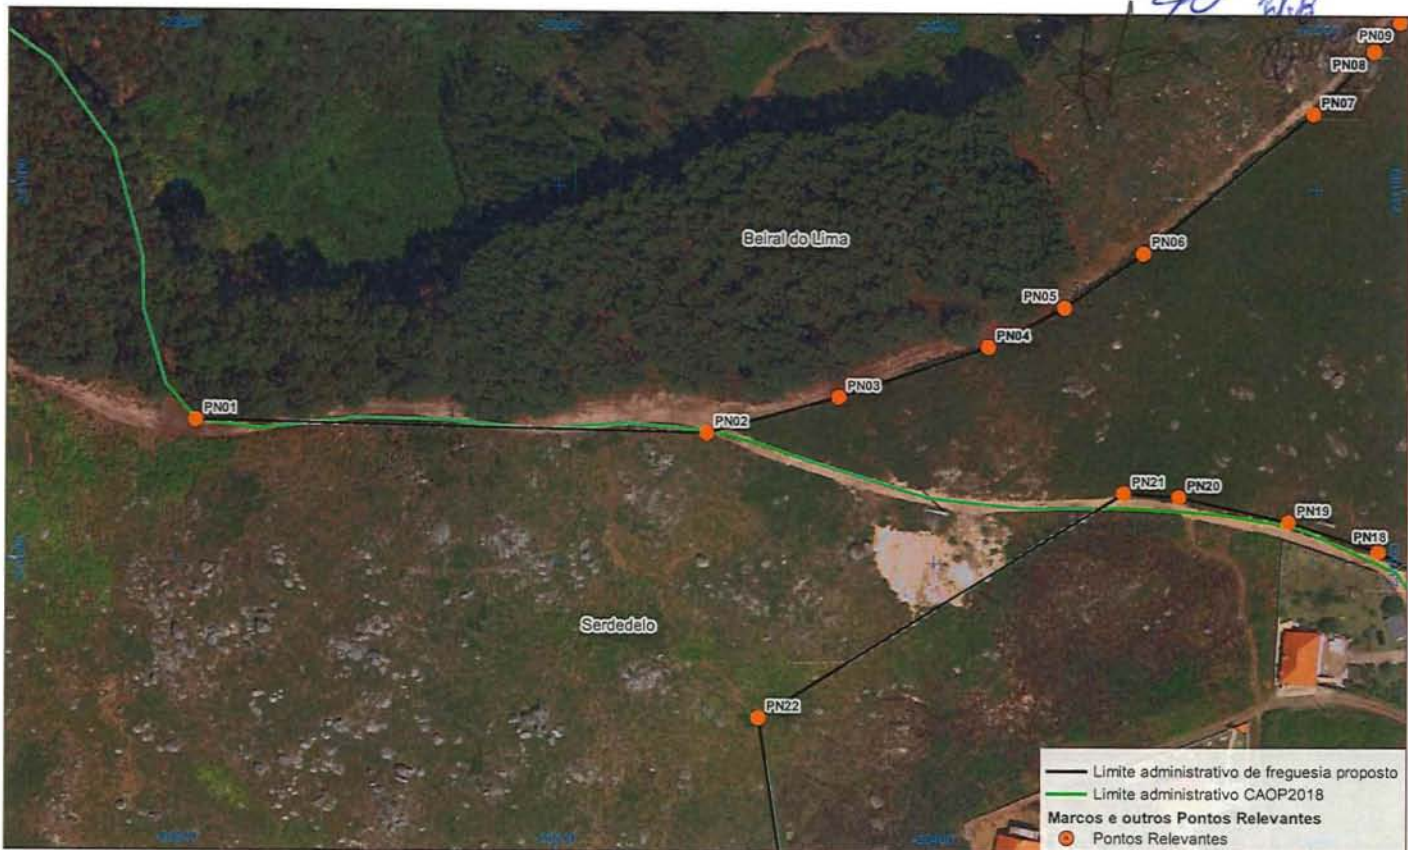 PN09
PN08
PN07
Beiral do Lima
PN06
PN05
PN04
PN03
PN01
PN02
PN21
PN20
PN19
PN18
Serdedelo
PN22
Limite administrativo de freguesia proposto
Limite administrativo CAOP2018
Marcos e outros Pontos Relevantes
Pontos Relevantes